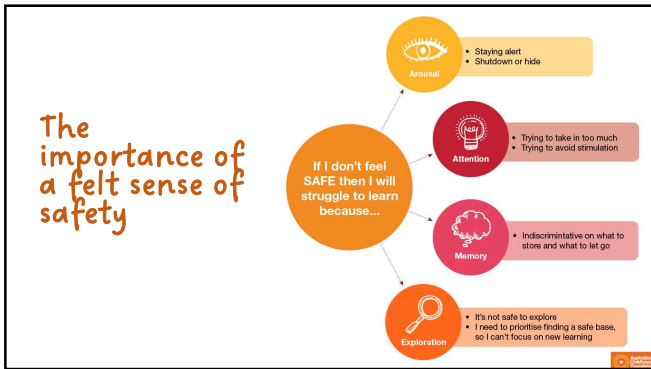 The
importance of
a felt sense of
safety
If I don't feel
SAFE then I will
struggle to learn
because...
Arousal
• Staying alert
• Shutdown or hide
Attention
• Trying to take in too much
• Trying to avoid stimulation
Memory
• Indiscrimintative on what to
store and what to let go
Exploration
• It's not safe to explore
• I need to prioritise finding a safe base,
so I can't focus on new learning
Australian
Childhood